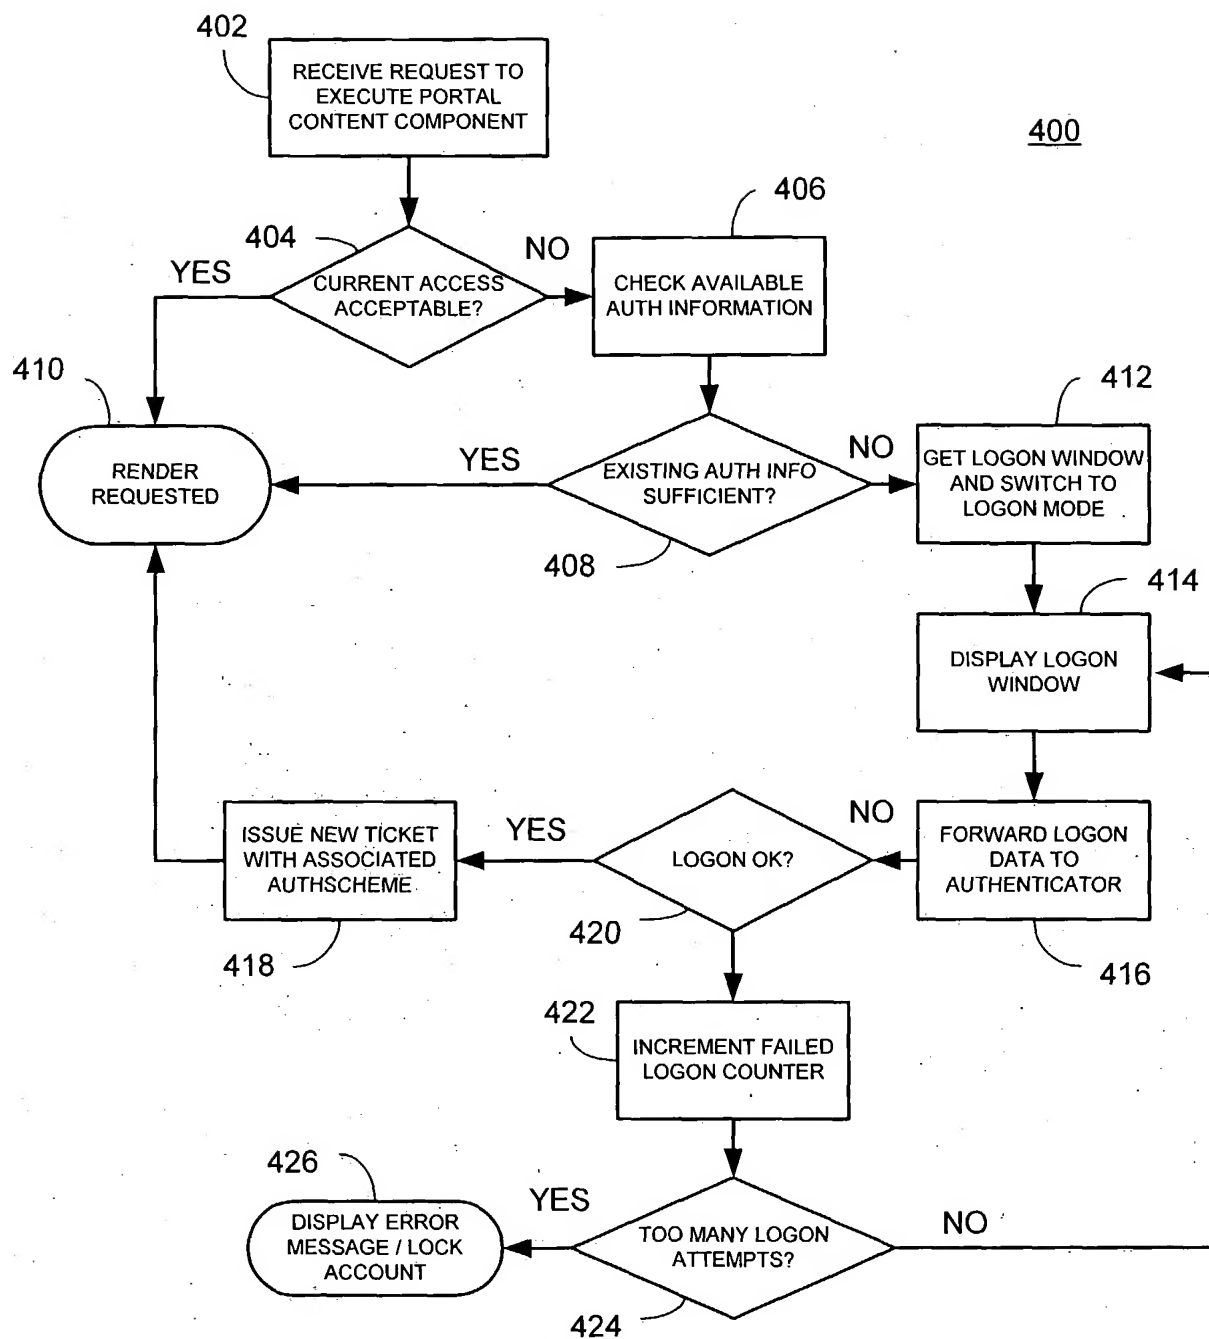 402
RECEIVE REQUEST TO
EXECUTE PORTAL
CONTENT COMPONENT
400
406
404
YES
NO
CURRENT ACCESS
ACCEPTABLE?
CHECK AVAILABLE
AUTH INFORMATION
410
412
RENDER
REQUESTED
YES
EXISTING AUTH INFO
SUFFICIENT?
NO
GET LOGON WINDOW
AND SWITCH TO
LOGON MODE
408
414
DISPLAY LOGON
WINDOW
ISSUE NEW TICKET
WITH ASSOCIATED
AUTHSCHEME
YES
LOGON OK?
NO
FORWARD LOGON
DATA TO
AUTHENTICATOR
418
420
416
422
INCREMENT FAILED
LOGON COUNTER
426
YES
DISPLAY ERROR
MESSAGE / LOCK
ACCOUNT
TOO MANY LOGON
ATTEMPTS?
NO
424